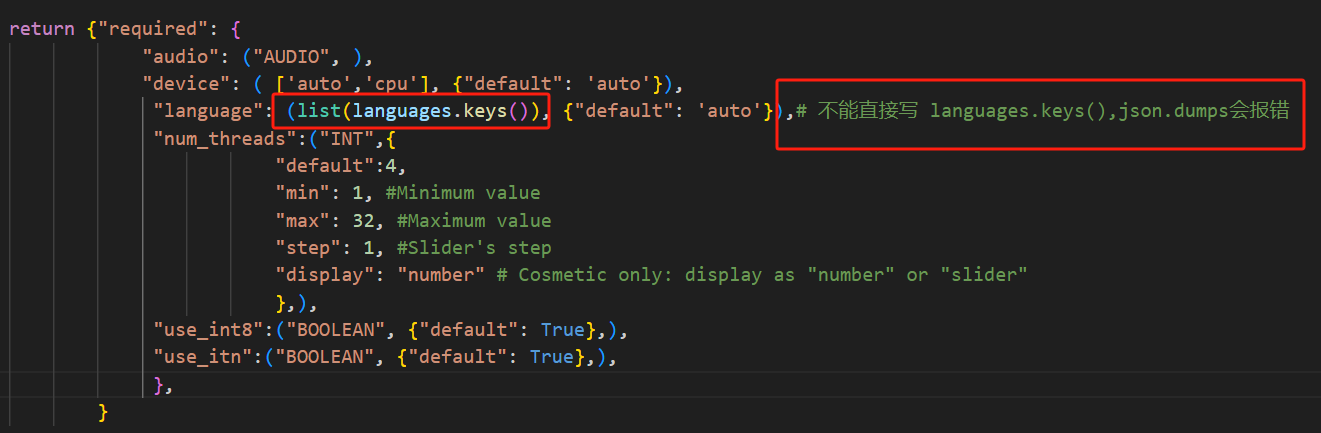 return {"required": {
"audio": ("AUDIO", ),
"device": ( ['auto','cpu'], {"default": 'auto'}),
"language": (list(languages.keys()), {"default": 'auto'}),# 不能直接写 languages.keys(),json.dumps会报错
"num_threads":("INT",{
"default":4,
"min": 1, #Minimum value
"max": 32, #Maximum value
"step": 1, #Slider's step
"display": "number" # Cosmetic only: display as "number" or "slider"
},),
"use_int8":("BOOLEAN", {"default": True},),
"use_itn":("BOOLEAN", {"default": True},),
},
}